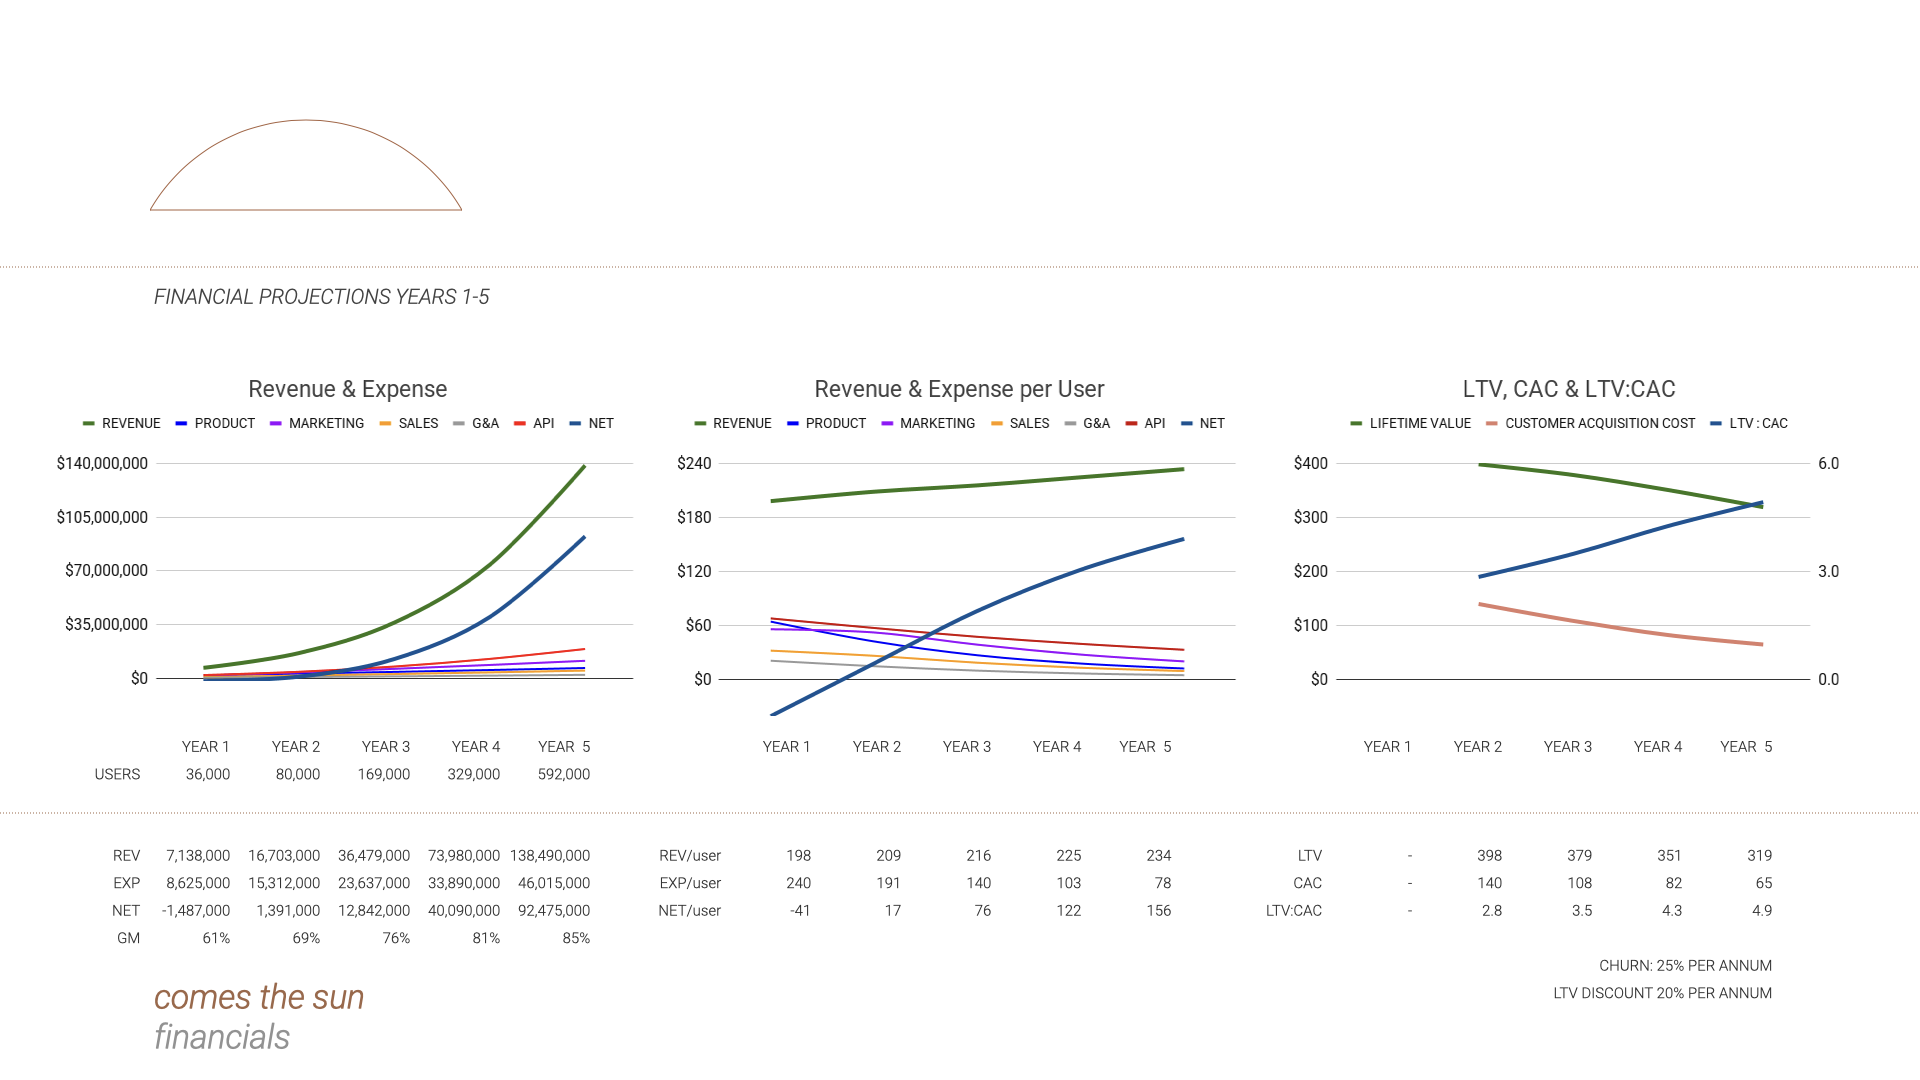 FINANCIAL PROJECTIONS YEARS 1-5
Revenue & Expense
REVENUE PRODUCT MARKETING SALES G&A API NET
$140,000,000
$105,000,000
$70,000,000
$35,000,000
$0
YEAR 1 YEAR 2 YEAR 3 YEAR 4 YEAR 5
USERS 36,000 80,000 169,000 329,000 592,000
Revenue & Expense per User
REVENUE PRODUCT MARKETING SALES G&A API NET
$240
$180
$120
$60
$0
YEAR 1 YEAR 2 YEAR 3 YEAR 4 YEAR 5
LTV, CAC & LTV:CAC
LIFETIME VALUE CUSTOMER ACQUISITION COST LTV : CAC
$400 6.0
$300
$200 3.0
$100
$0 0.0
YEAR 1 YEAR 2 YEAR 3 YEAR 4 YEAR 5
REV 7,138,000 16,703,000 36,479,000 73,980,000 138,490,000
EXP 8,625,000 15,312,000 23,637,000 33,890,000 46,015,000
NET -1,487,000 1,391,000 12,842,000 40,090,000 92,475,000
GM 61% 69% 76% 81% 85%
REV/user 198 209 216 225 234
EXP/user 240 191 140 103 78
NET/user -41 17 76 122 156
LTV - 398 379 351 319
CAC - 140 108 82 65
LTV:CAC - 2.8 3.5 4.3 4.9
CHURN: 25% PER ANNUM
LTV DISCOUNT 20% PER ANNUM
comes the sun
financials